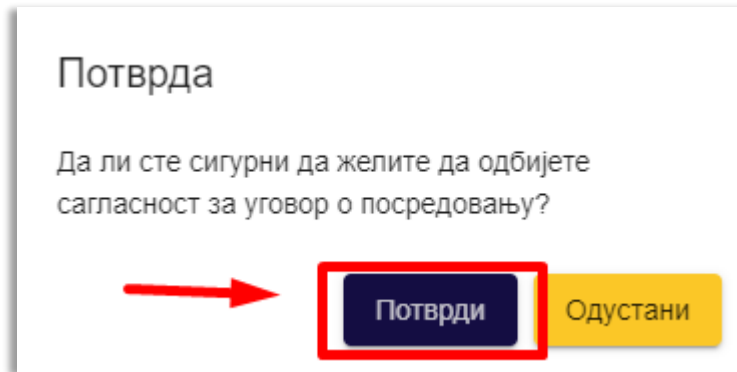 Потврда
Да ли сте сигурни да желите да одбијете
сагласност за уговор о посредовању?
Потврди Одустани